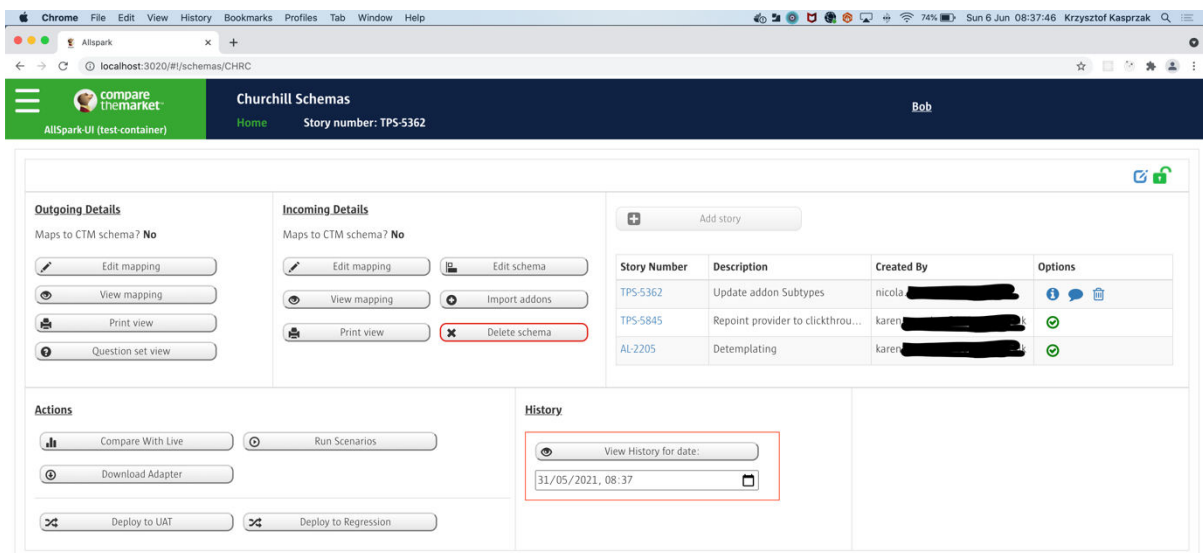 Chrome File Edit View History Bookmarks Profiles Tab Window Help 74% Sun 6 Jun 08:37:46 Krzysztof Kasprzak
Allspark
localhost:3020/#!/schemas/CHRC
compare
themarket
AllSpark-UI (test-container)
Churchill Schemas
Home Story number: TPS-5362
Bob
Outgoing Details
Maps to CTM schema? No
Edit mapping
View mapping
Print view
Question set view
Incoming Details
Maps to CTM schema? No
Edit mapping Edit schema
View mapping Import addons
Print view Delete schema
Add story
Story Number Description Created By Options
TPS-5362 Update addon Subtypes nicola
TPS-5845 Repoint provider to clickthrou... karen k
AL-2205 Detemplating karen k
Actions
Compare With Live Run Scenarios
Download Adapter
Deploy to UAT Deploy to Regression
History
View History for date:
31/05/2021, 08:37